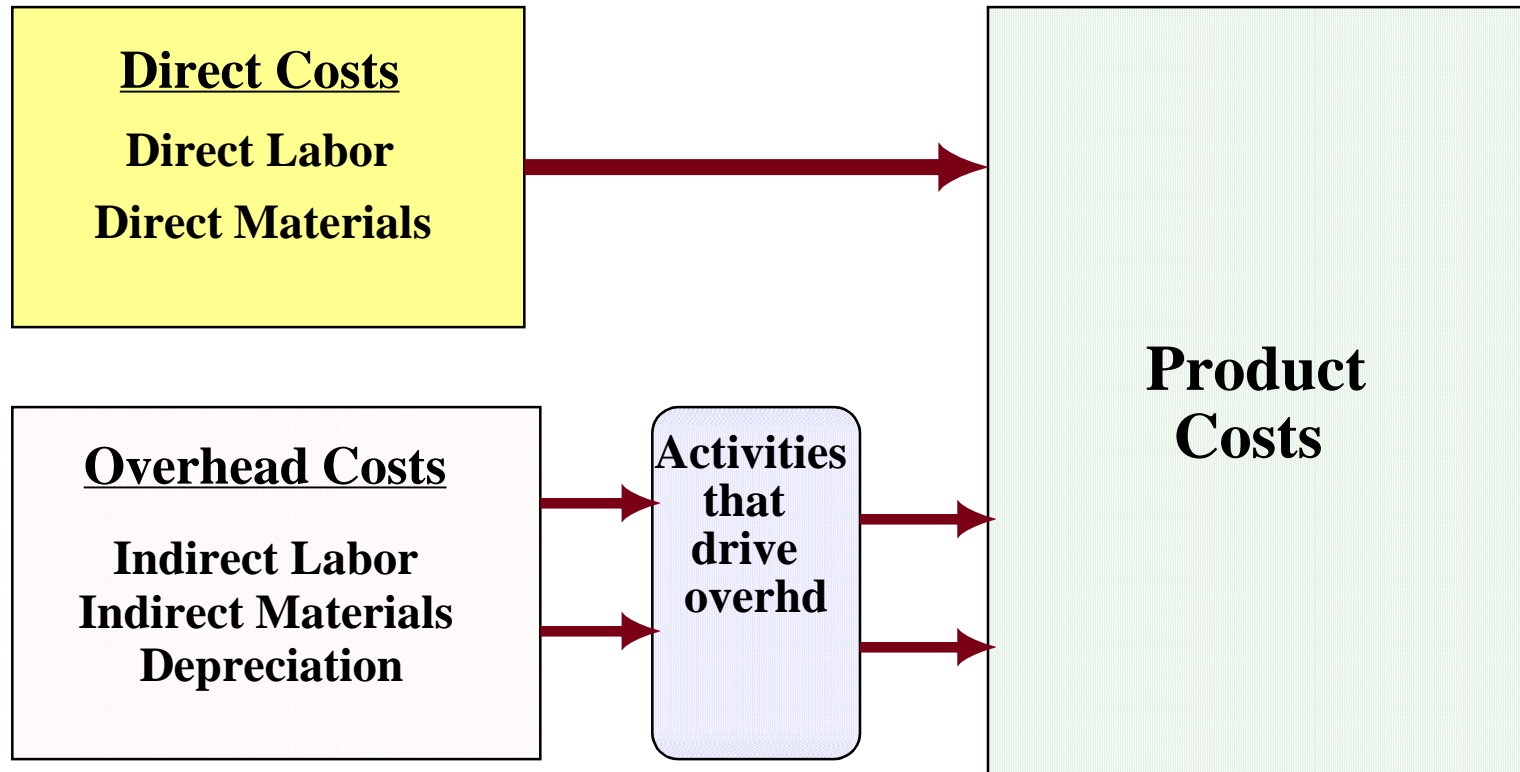 Direct Costs
Direct Labor
Direct Materials
Overhead Costs
Indirect Labor
Indirect Materials
Depreciation
Activities
that
drive
overhd
Product
Costs